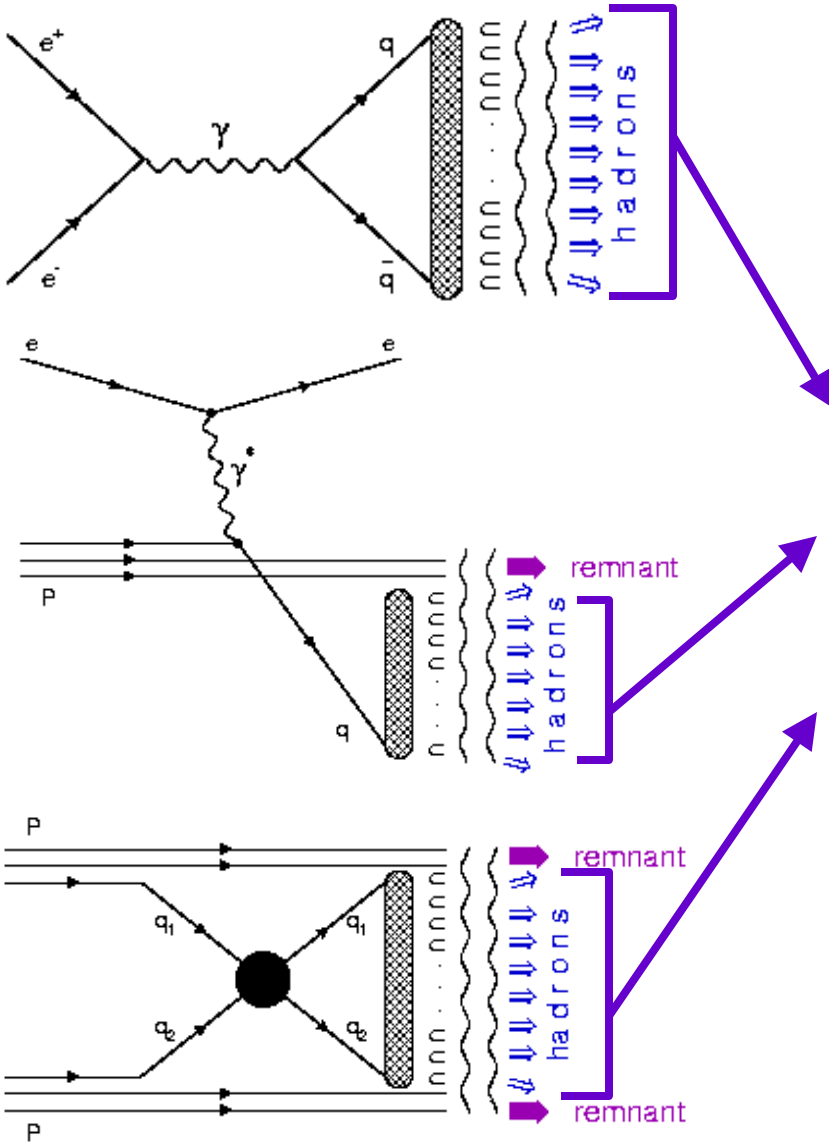 e+
q
γ
hadrons
e-
q̄
e
e
γ*
remnant
P
hadrons
q
P
remnant
q1
q1
hadrons
q2
q2
remnant
P